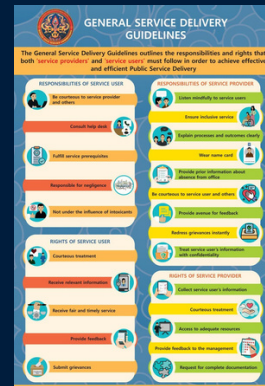 GENERAL SERVICE DELIVERY
GUIDELINES
The General Service Delivery Guidelines outlines the responsibilities and rights that
both 'service providers' and 'service users' must follow in order to achieve effective
and efficient Public Service Delivery
RESPONSIBILITIES OF SERVICE USER
Be courteous to service provider
and others
Consult help desk
Fulfill service prerequisites
Responsible for negligence
Not under the influence of intoxicants
RIGHTS OF SERVICE USER
Courteous treatment
Receive relevant information
Receive fair and timely service
Provide feedback
Submit grievances
RESPONSIBILITIES OF SERVICE PROVIDER
Listen mindfully to service users
Ensure inclusive service
Explain processes and outcomes clearly
Wear name card
Provide prior information about
absence from office
Be courteous to service user and others
Provide avenue for feedback
Redress grievances instantly
Treat service user's information
with confidentiality
RIGHTS OF SERVICE PROVIDER
Collect service user's information
Courteous treatment
Access to adequate resources
Provide feedback to the management
Request for complete documentation